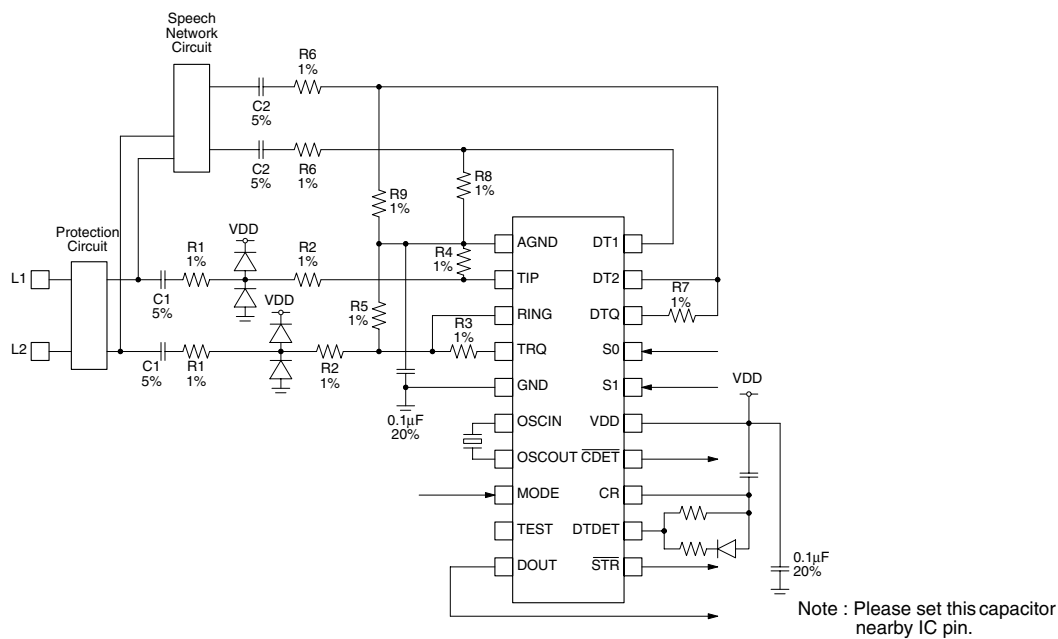 Speech
Network
Circuit
R6
1%
C2
5%
C2
5%
R6
1%
R9
1%
R8
1%
Protection
Circuit
VDD
R1
1%
R2
1%
R4
1%
AGND
DT1
L1
TIP
DT2
C1
5%
VDD
R5
1%
R3
1%
RING
DTQ
R7
1%
L2
TRQ
S0
C1
5%
R1
1%
R2
1%
GND
S1
VDD
0.1µF
20%
OSCIN
VDD
OSCOUT
CDET
MODE
CR
TEST
DTDET
DOUT
STR
0.1µF
20%
Note : Please set this capacitor
nearby IC pin.